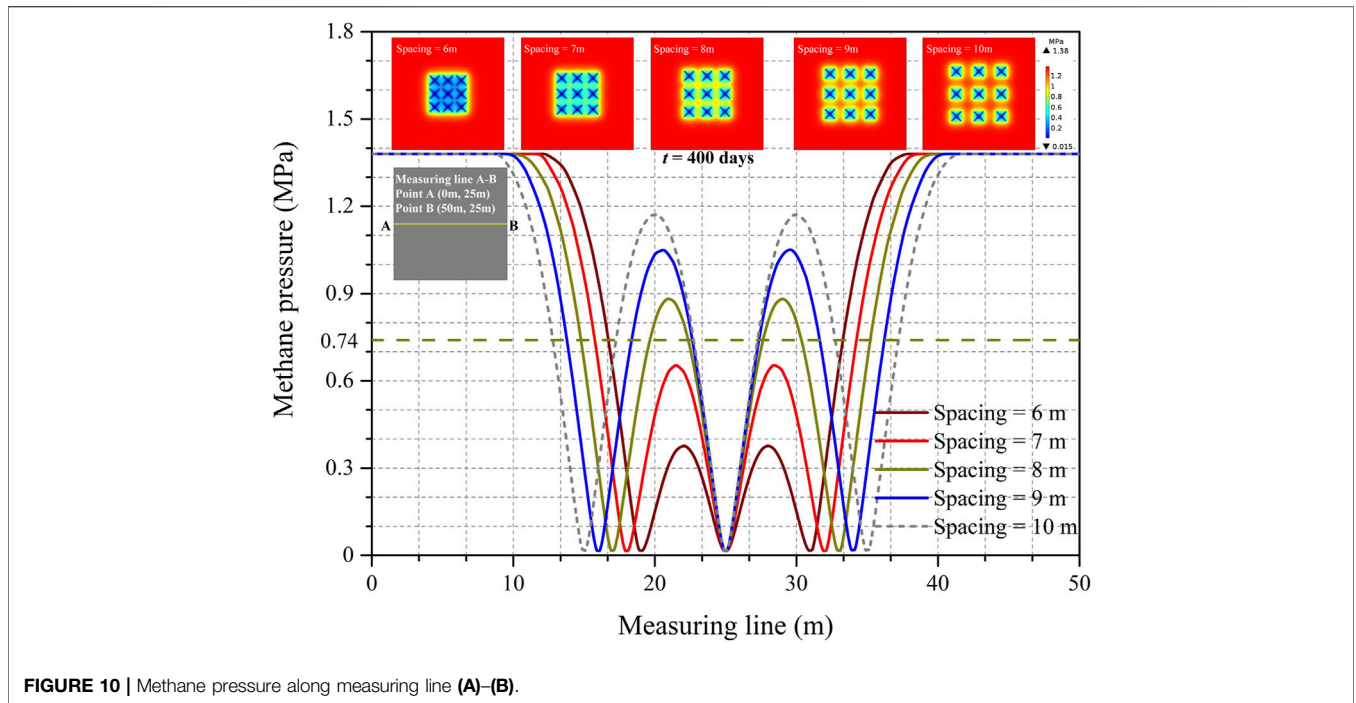 1.8
1.5
1.2
0.9
0.74
0.6
0.3
0
Methane pressure (MPa)
Spacing = 6m
Spacing = 7m
Spacing = 8m
Spacing = 9m
Spacing = 10m
MPa
▲ 1.38
1.2
1
0.8
0.6
0.4
0.2
▼ 0.015
t = 400 days
Measuring line A-B
Point A (0m, 25m)
Point B (50m, 25m)
A
B
Spacing = 6 m
Spacing = 7 m
Spacing = 8 m
Spacing = 9 m
Spacing = 10 m
0 10 20 30 40 50
Measuring line (m)
FIGURE 10 | Methane pressure along measuring line (A)–(B).